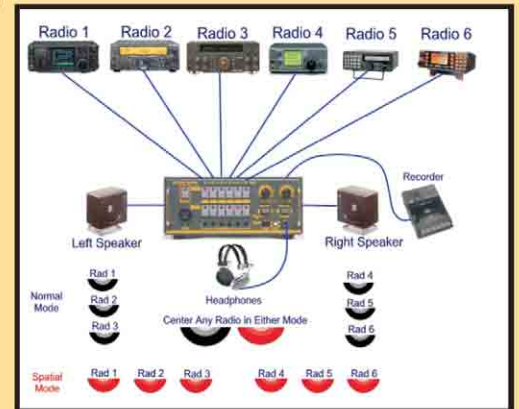 Radio 1 Radio 2 Radio 3 Radio 4 Radio 5 Radio 6
Recorder
Left Speaker Right Speaker
Headphones
Center Any Radio in Either Mode
Normal
Mode
Rad 1 Rad 4
Rad 2 Rad 5
Rad 3 Rad 6
Spatial
Mode
Rad 1 Rad 2 Rad 3 Rad 4 Rad 5 Rad 6